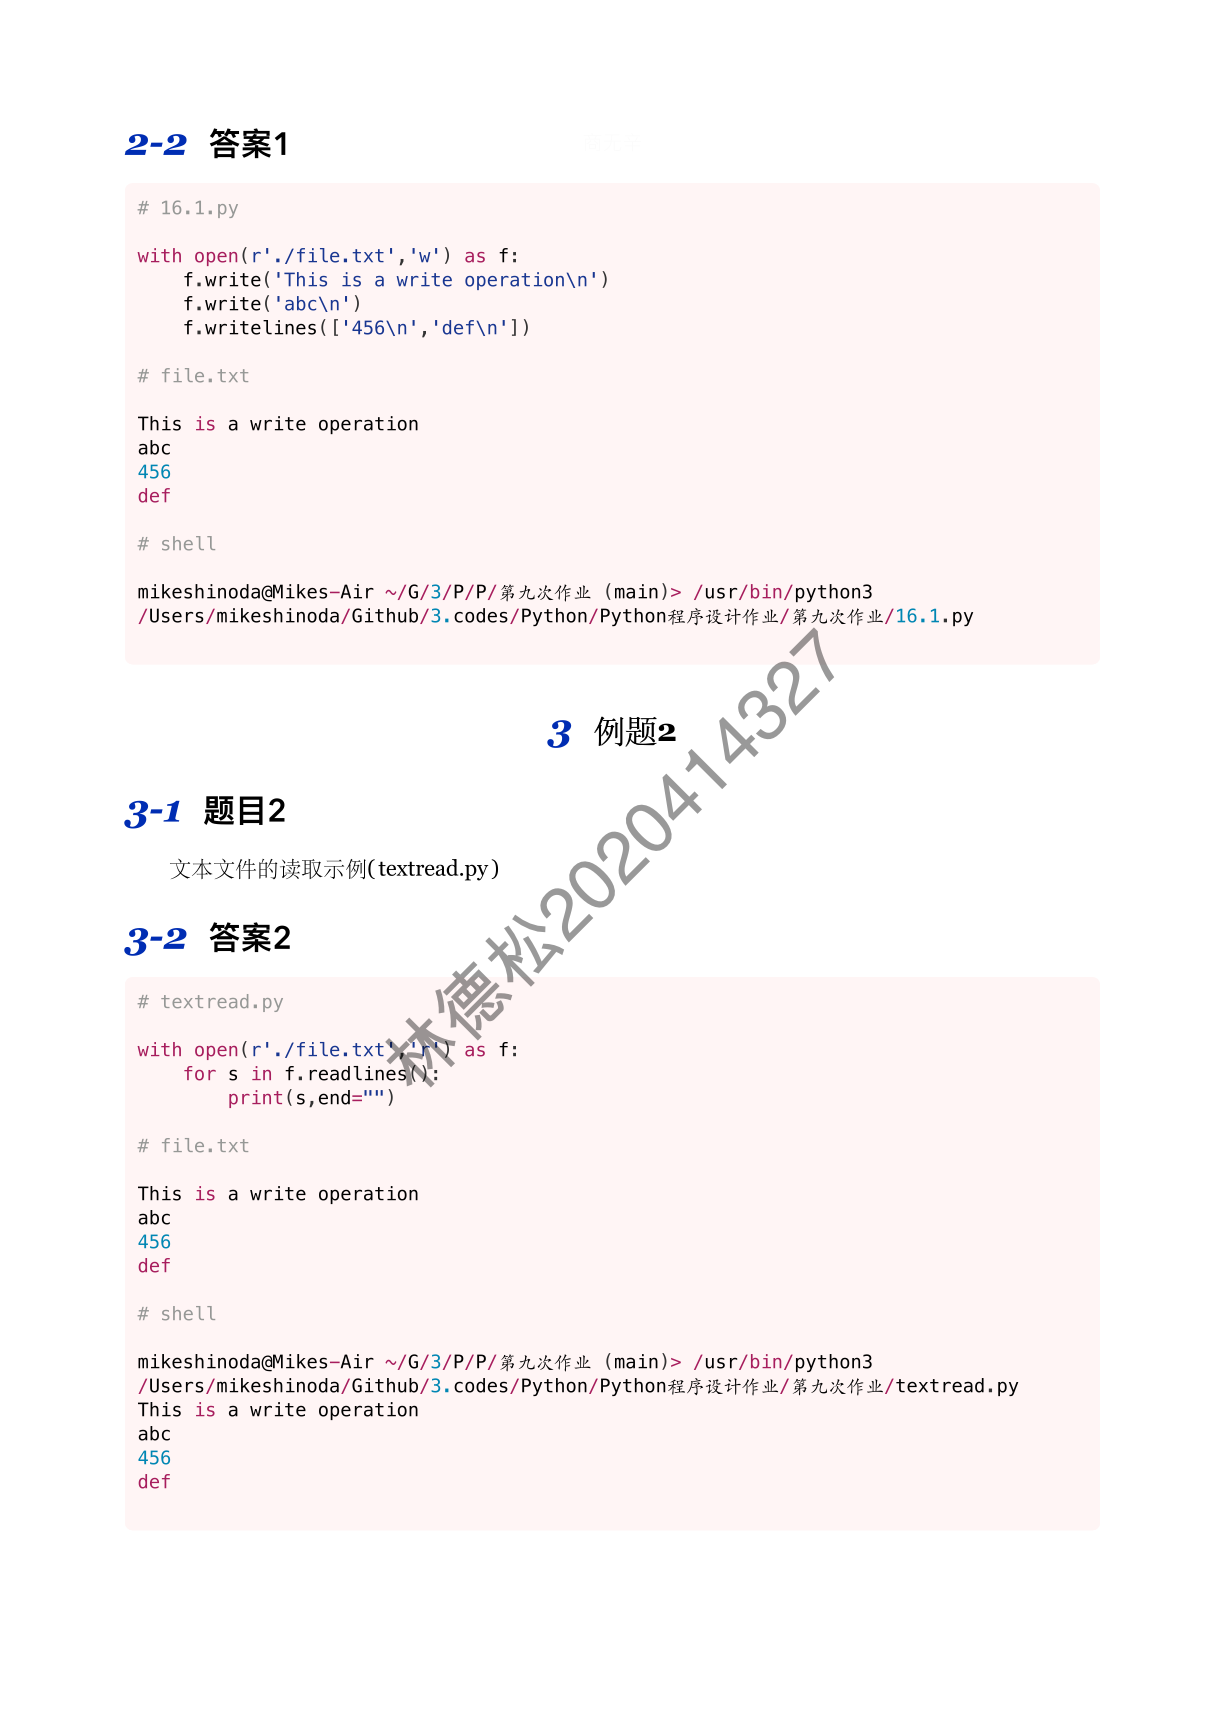 2-2 答案1
# 16.1.py
with open(r'./file.txt','w') as f:
    f.write('This is a write operation\n')
    f.write('abc\n')
    f.writelines(['456\n','def\n'])
# file.txt
This is a write operation
abc
456
def
# shell
mikeshinoda@Mikes-Air ~/G/3/P/P/第九次作业 (main)> /usr/bin/python3
/Users/mikeshinoda/Github/3.codes/Python/Python程序设计作业/第九次作业/16.1.py
3 例题2
3-1 题目2
文本文件的读取示例(textread.py)
3-2 答案2
# textread.py
with open(r'./file.txt','r') as f:
    for s in f.readlines():
        print(s,end="")
# file.txt
This is a write operation
abc
456
def
# shell
mikeshinoda@Mikes-Air ~/G/3/P/P/第九次作业 (main)> /usr/bin/python3
/Users/mikeshinoda/Github/3.codes/Python/Python程序设计作业/第九次作业/textread.py
This is a write operation
abc
456
def
林德松2020414327